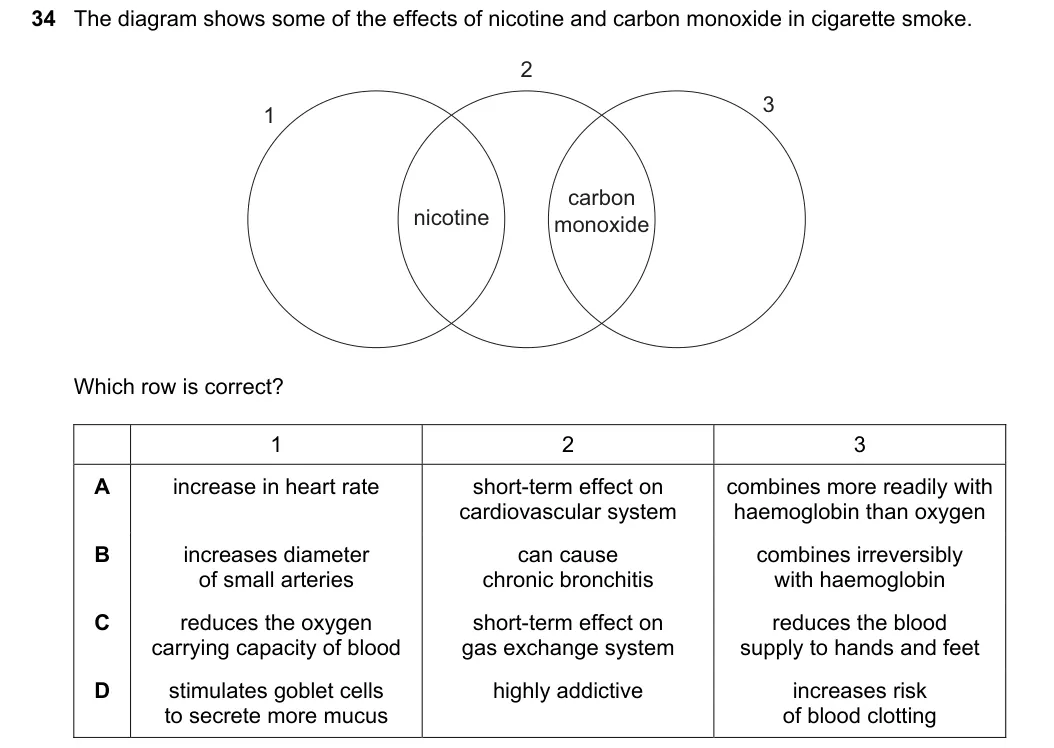 34 The diagram shows some of the effects of nicotine and carbon monoxide in cigarette smoke.
2
1
3
nicotine
carbon
monoxide
Which row is correct?
1 2 3
A increase in heart rate short-term effect on combines more readily with
cardiovascular system haemoglobin than oxygen
B increases diameter can cause combines irreversibly
of small arteries chronic bronchitis with haemoglobin
C reduces the oxygen short-term effect on reduces the blood
carrying capacity of blood gas exchange system supply to hands and feet
D stimulates goblet cells highly addictive increases risk
to secrete more mucus of blood clotting